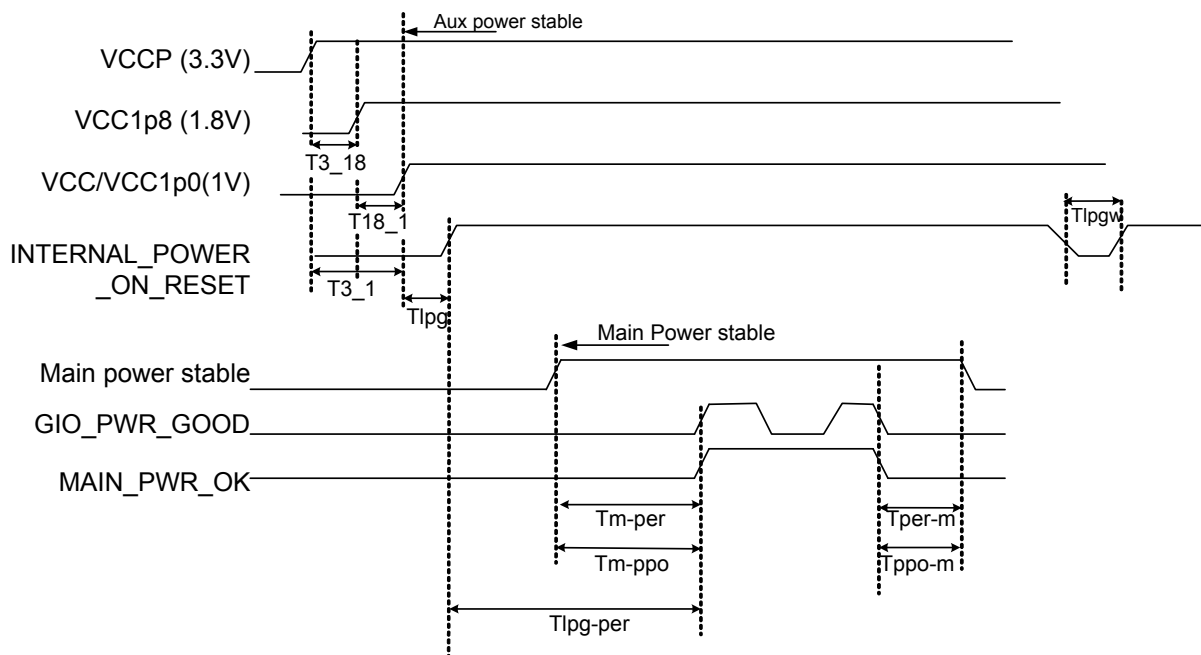 Aux power stable
VCCP (3.3V)
VCC1p8 (1.8V)
T3_18
VCC/VCC1p0(1V)
T18_1
Tlpgw
INTERNAL_POWER
_ON_RESET
T3_1
Tlpg
Main Power stable
Main power stable
GIO_PWR_GOOD
MAIN_PWR_OK
Tm-per
Tper-m
Tm-ppo
Tppo-m
Tlpg-per